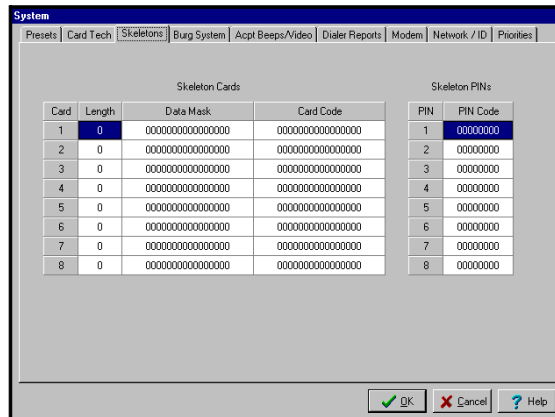 System
Presets Card Tech Skeletons Burg System Acpt Beeps/Video Dialer Reports Modem Network / ID Priorities
Skeleton Cards Skeleton PINs
Card Length Data Mask Card Code PIN PIN Code
1 0 0000000000000000 0000000000000000 1 00000000
2 0 0000000000000000 0000000000000000 2 00000000
3 0 0000000000000000 0000000000000000 3 00000000
4 0 0000000000000000 0000000000000000 4 00000000
5 0 0000000000000000 0000000000000000 5 00000000
6 0 0000000000000000 0000000000000000 6 00000000
7 0 0000000000000000 0000000000000000 7 00000000
8 0 0000000000000000 0000000000000000 8 00000000
OK Cancel ? Help